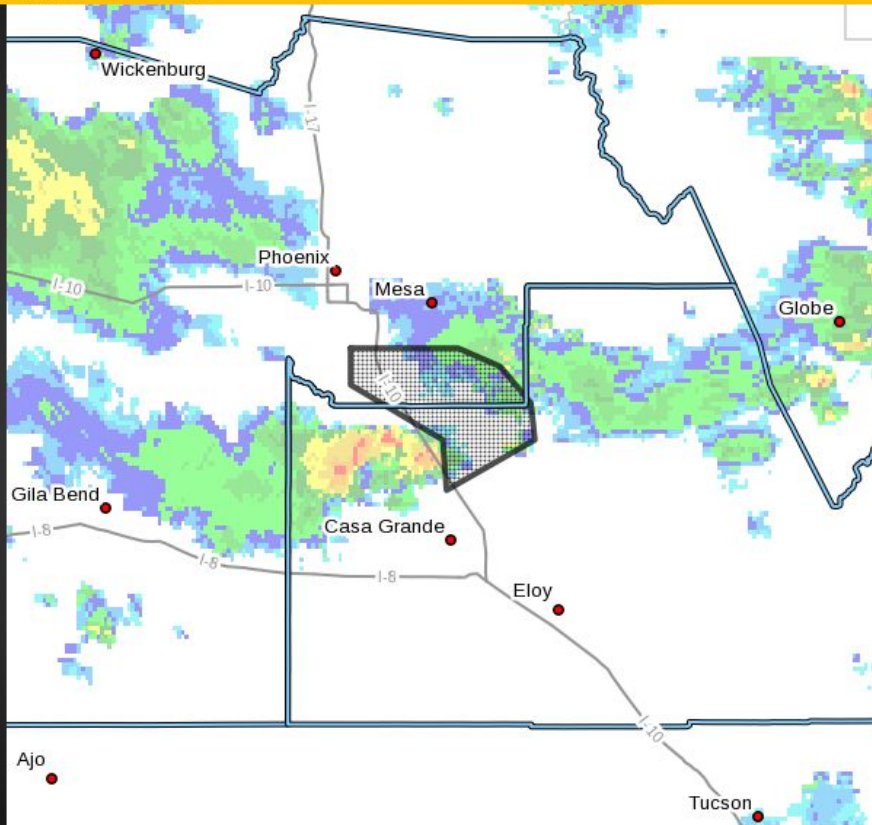 Wickenburg
I-17
Phoenix
I-10
I-10
Mesa
Globe
I-10
Gila Bend
Casa Grande
I-8
I-8
I-8
Eloy
I-10
Ajo
Tucson